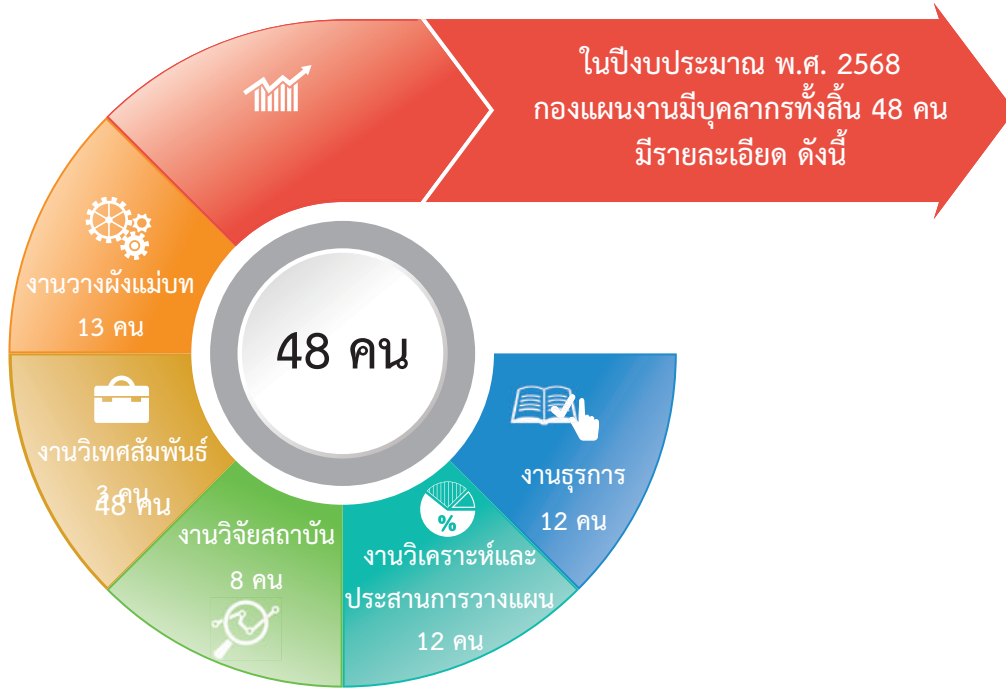 ในปีงบประมาณ พ.ศ. 2568
กองแผนงานมีบุคลากรทั้งสิ้น 48 คน
มีรายละเอียด ดังนี้
งานวางผังแม่บท
13 คน
48 คน
งานวิเทศสัมพันธ์
3 คน
48 คน
งานวิจัยสถาบัน
8 คน
%
งานวิเคราะห์และ
ประสานการวางแผน
12 คน
งานธุรการ
12 คน